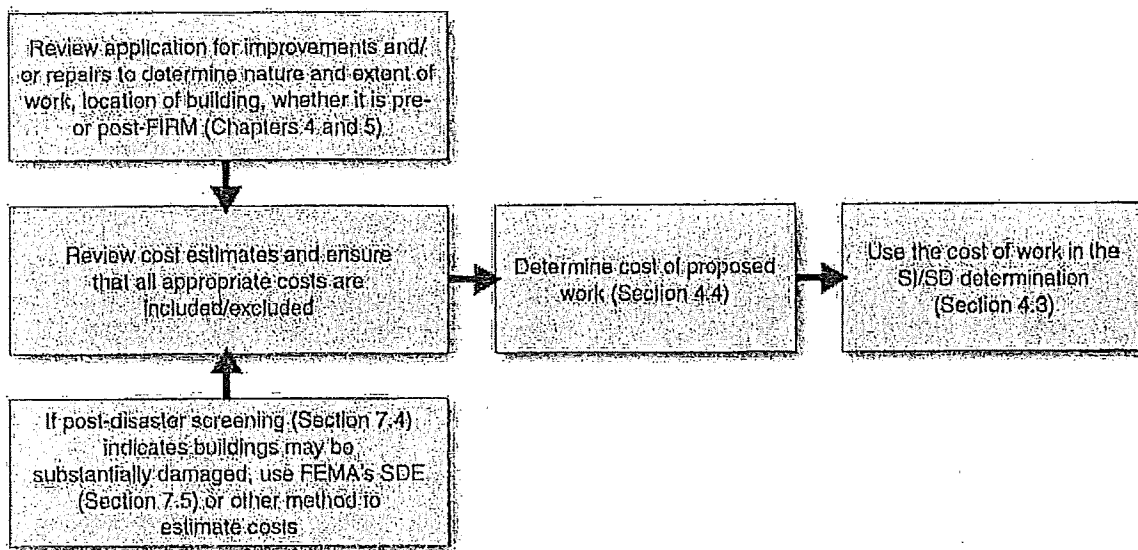 Review application for improvements and/
or repairs to determine nature and extent of
work, location of building, whether it is pre-
or post-FIRM (Chapters 4 and 5)
Review cost estimates and ensure
that all appropriate costs are
included/excluded
Determine cost of proposed
work (Section 4.4)
Use the cost of work in the
SI/SD determination
(Section 4.3)
If post-disaster screening (Section 7.4)
indicates buildings may be
substantially damaged, use FEMA's SDE
(Section 7.5) or other method to
estimate costs